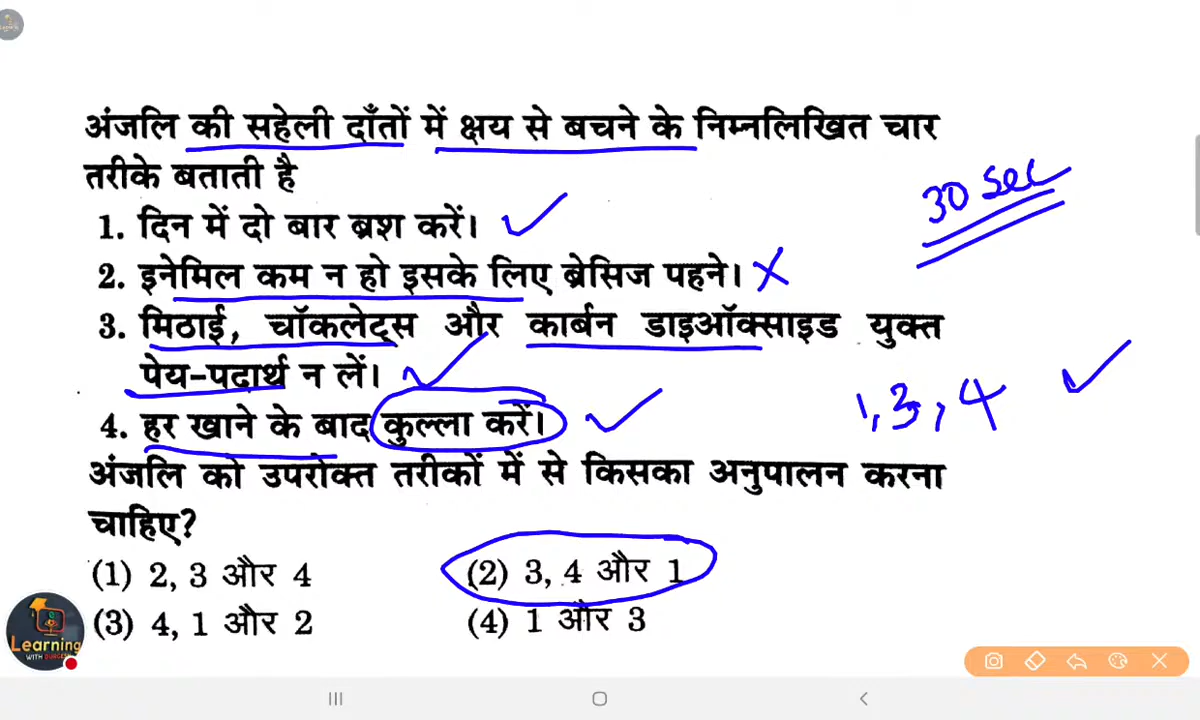 अंजलि की सहेली दाँतों में क्षय से बचने के निम्नलिखित चार
तरीके बताती है
30 Sec
1. दिन में दो बार ब्रश करें।
2. इनेमिल कम न हो इसके लिए ब्रेसिज पहने।
3. मिठाई, चॉकलेट्स और कार्बन डाइऑक्साइड युक्त
पेय-पदार्थ न लें।
1, 3, 4
4. हर खाने के बाद कुल्ला करें।
अंजलि को उपरोक्त तरीकों में से किसका अनुपालन करना
चाहिए?
(1) 2, 3 और 4 (2) 3, 4 और 1
(3) 4, 1 और 2 (4) 1 और 3
Learning